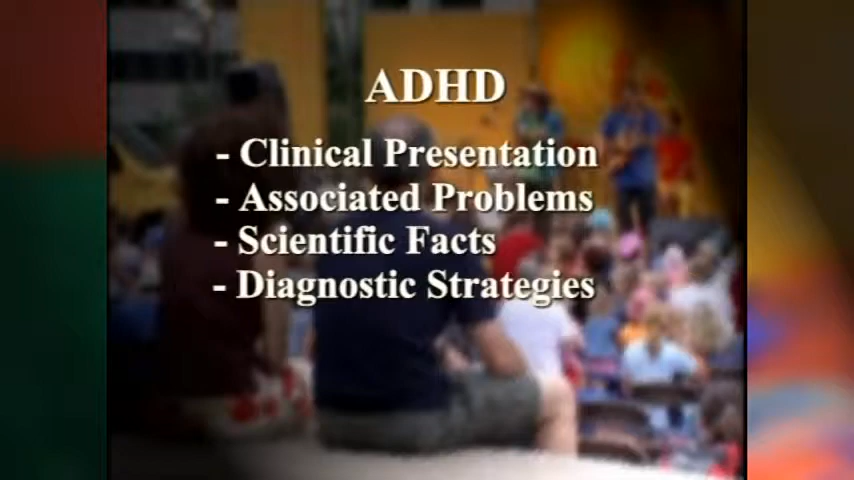 ADHD
- Clinical Presentation
- Associated Problems
- Scientific Facts
- Diagnostic Strategies